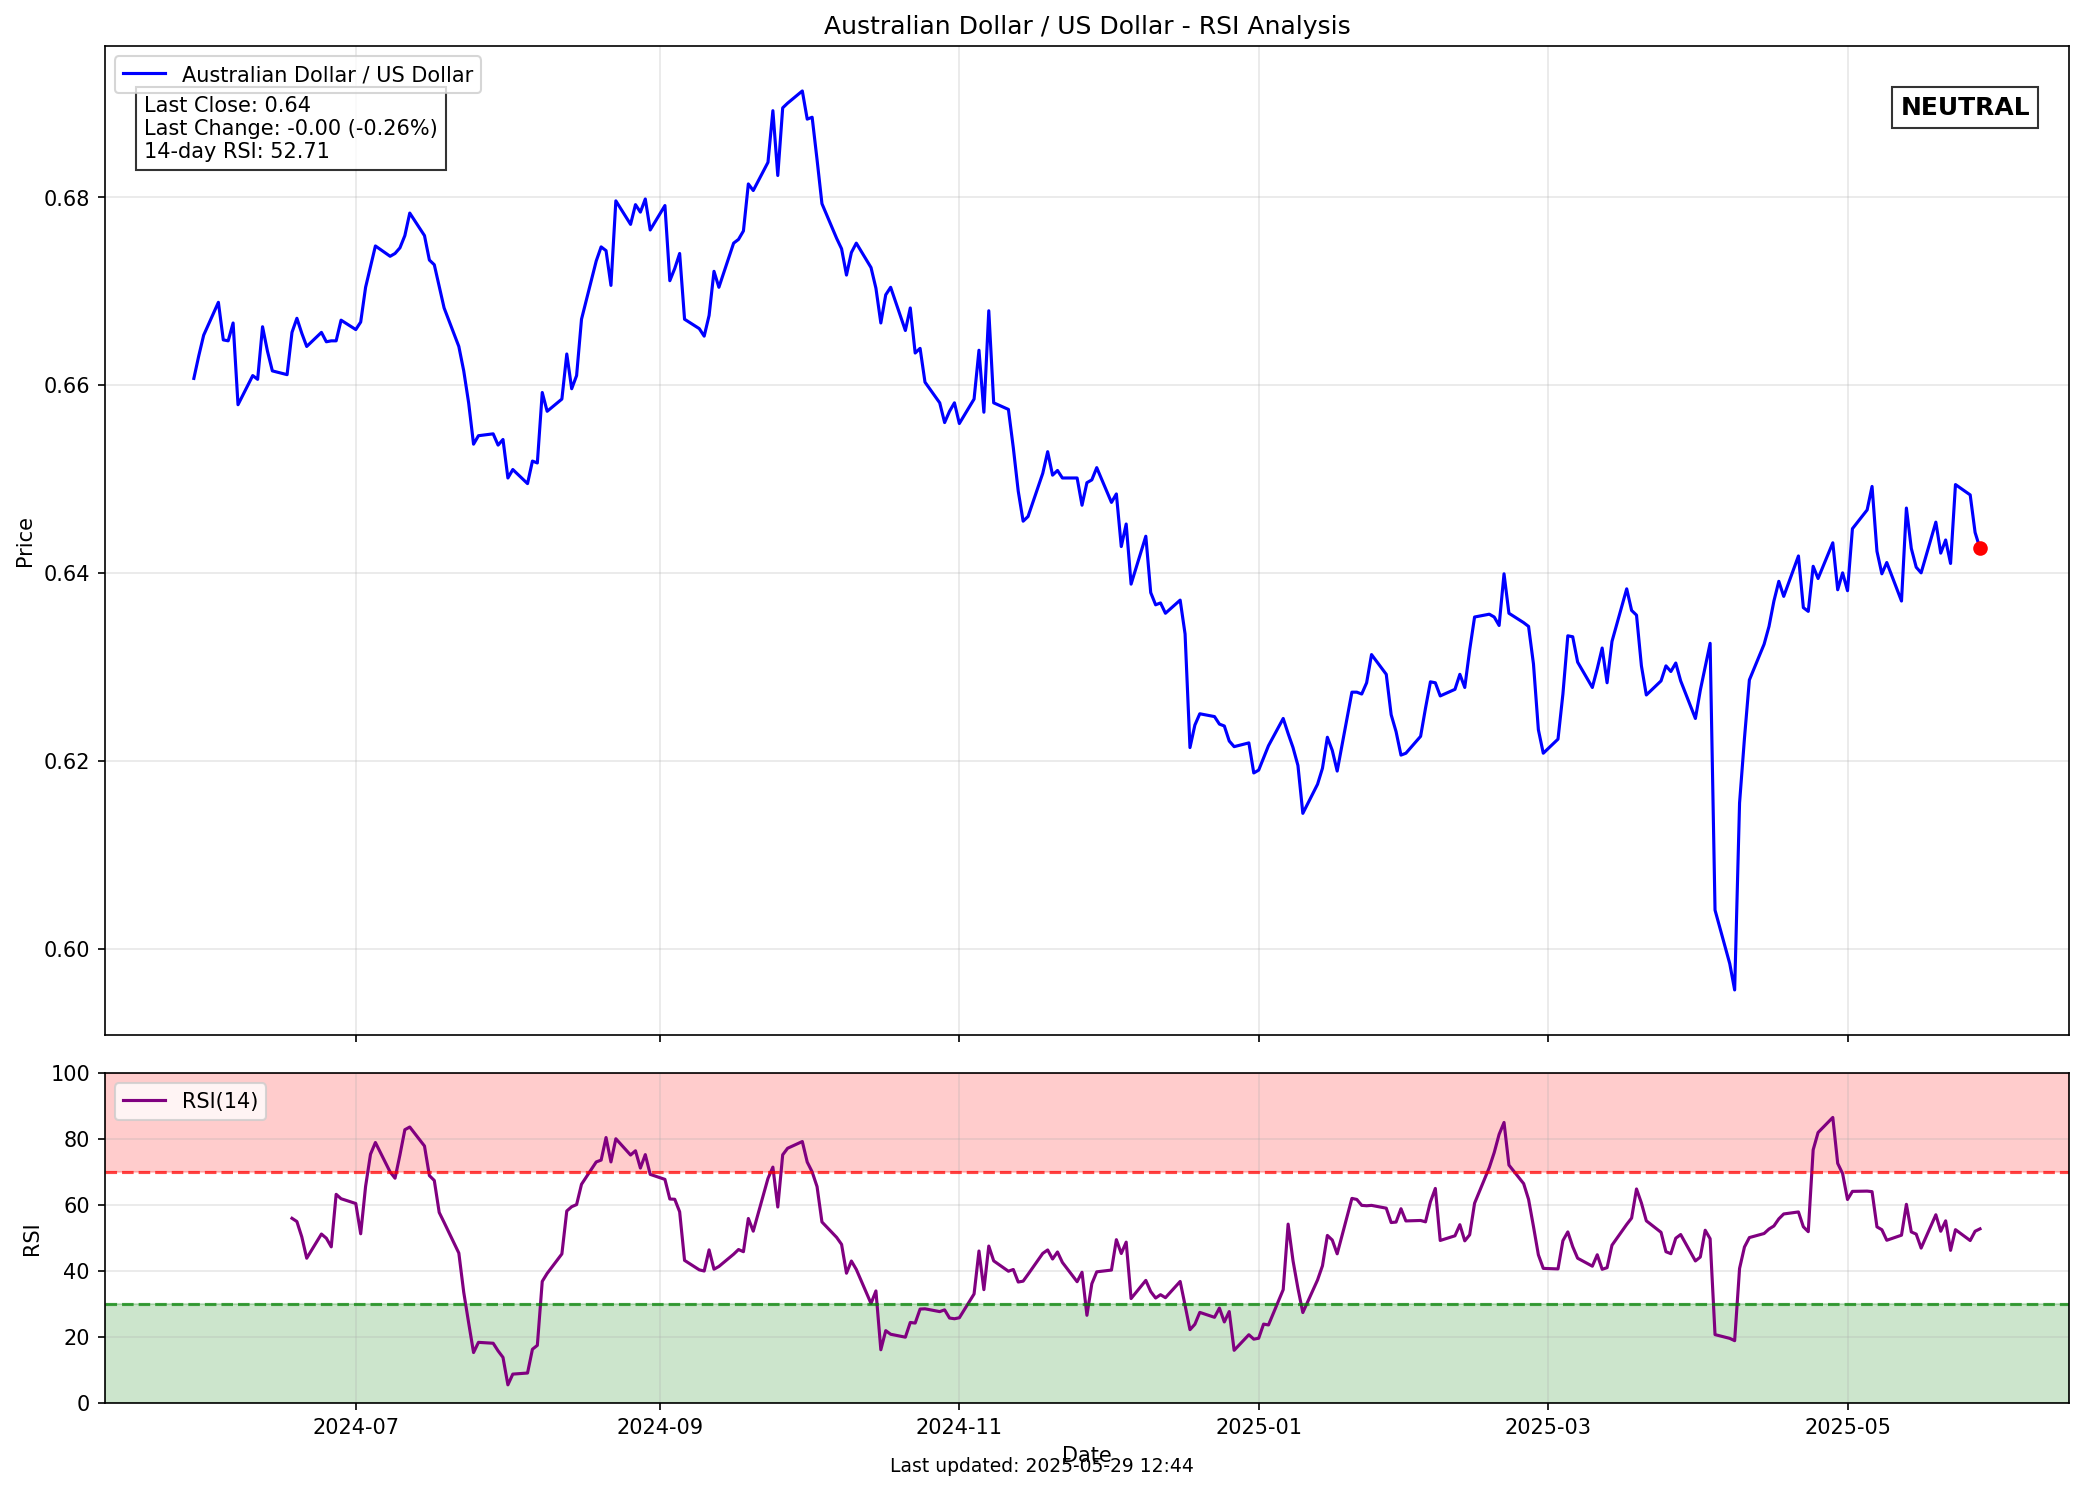 Australian Dollar / US Dollar - RSI Analysis
Australian Dollar / US Dollar
Last Close: 0.64
Last Change: -0.00 (-0.26%)
14-day RSI: 52.71
NEUTRAL
Price
0.68
0.66
0.64
0.62
0.60
RSI
100
80
60
40
20
0
RSI(14)
2024-07
2024-09
2024-11
2025-01
2025-03
2025-05
Date
Last updated: 2025-05-29 12:44